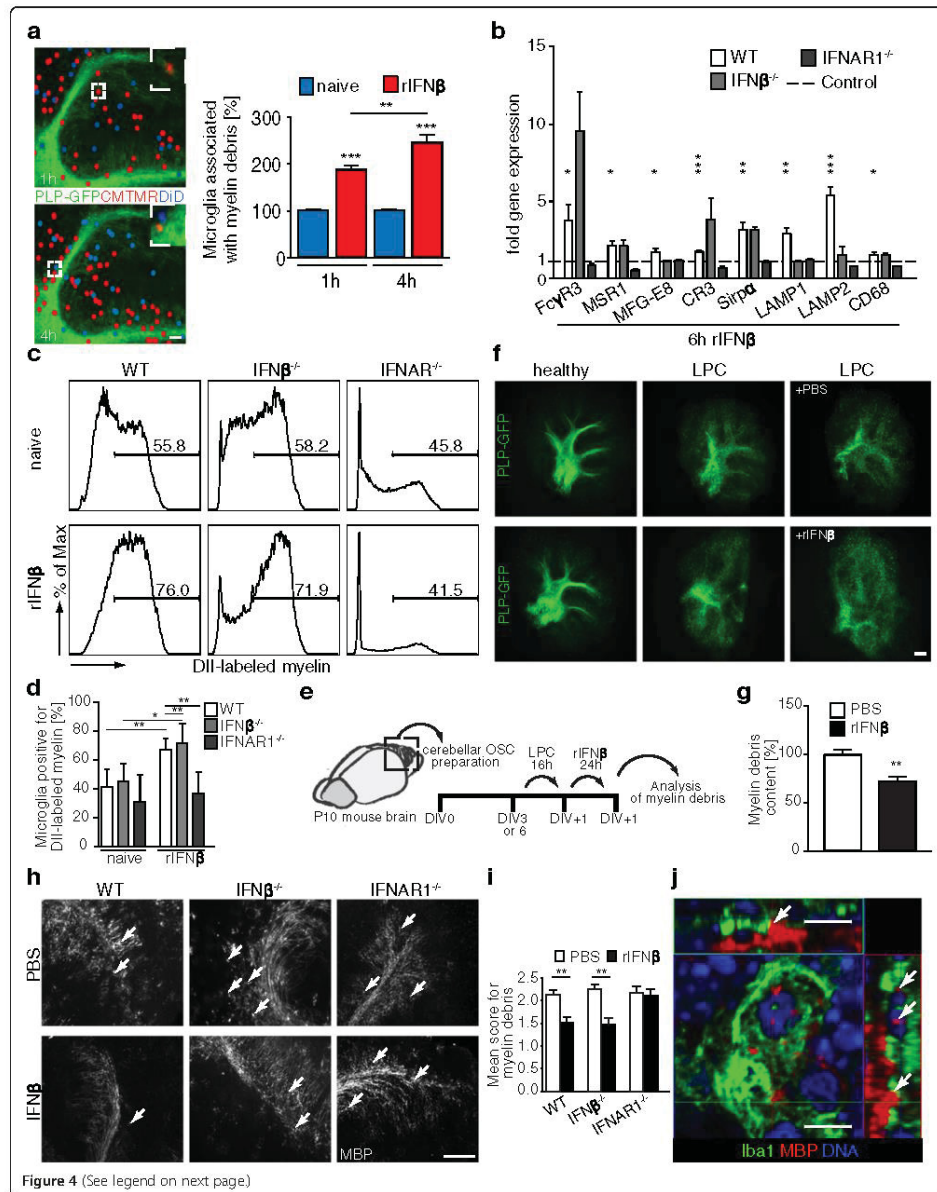 a
1h
PLP-GFPCMTMRDiD
4h
naive
rIFNβ
**
***
***
Microglia associated
with myelin debris [%]
300
200
100
0
1h
4h
b
WT
IFNβ-/-
IFNAR1-/-
Control
fold gene expression
15
10
5
1
0
*
*
*
***
**
**
***
*
FcγR3
MSR1
MFG-E8
CR3
Sirpα
LAMP1
LAMP2
CD68
6h rIFNβ
c
WT
IFNβ-/-
IFNAR-/-
naive
55.8
58.2
45.8
rIFNβ
% of Max
76.0
71.9
41.5
DII-labeled myelin
d
Microglia positive for
DII-labeled myelin [%]
100
80
60
40
20
0
WT
IFNβ-/-
IFNAR1-/-
**
*
**
**
naive
rIFNβ
e
cerebellar OSC
preparation
P10 mouse brain
LPC
16h
rIFNβ
24h
Analysis
of myelin debris
DIV0
DIV3
or 6
DIV+1
DIV+1
f
healthy
LPC
LPC
PLP-GFP
+PBS
PLP-GFP
+rIFNβ
g
PBS
rIFNβ
Myelin debris
content [%]
150
100
50
0
**
h
WT
IFNβ-/-
IFNAR1-/-
PBS
IFNβ
MBP
i
PBS
rIFNβ
Mean score for
myelin debris
2.5
2.0
1.5
1.0
.5
0
**
**
WT
IFNβ-/-
IFNAR1-/-
j
Iba1 MBP DNA
Figure 4 (See legend on next page.)